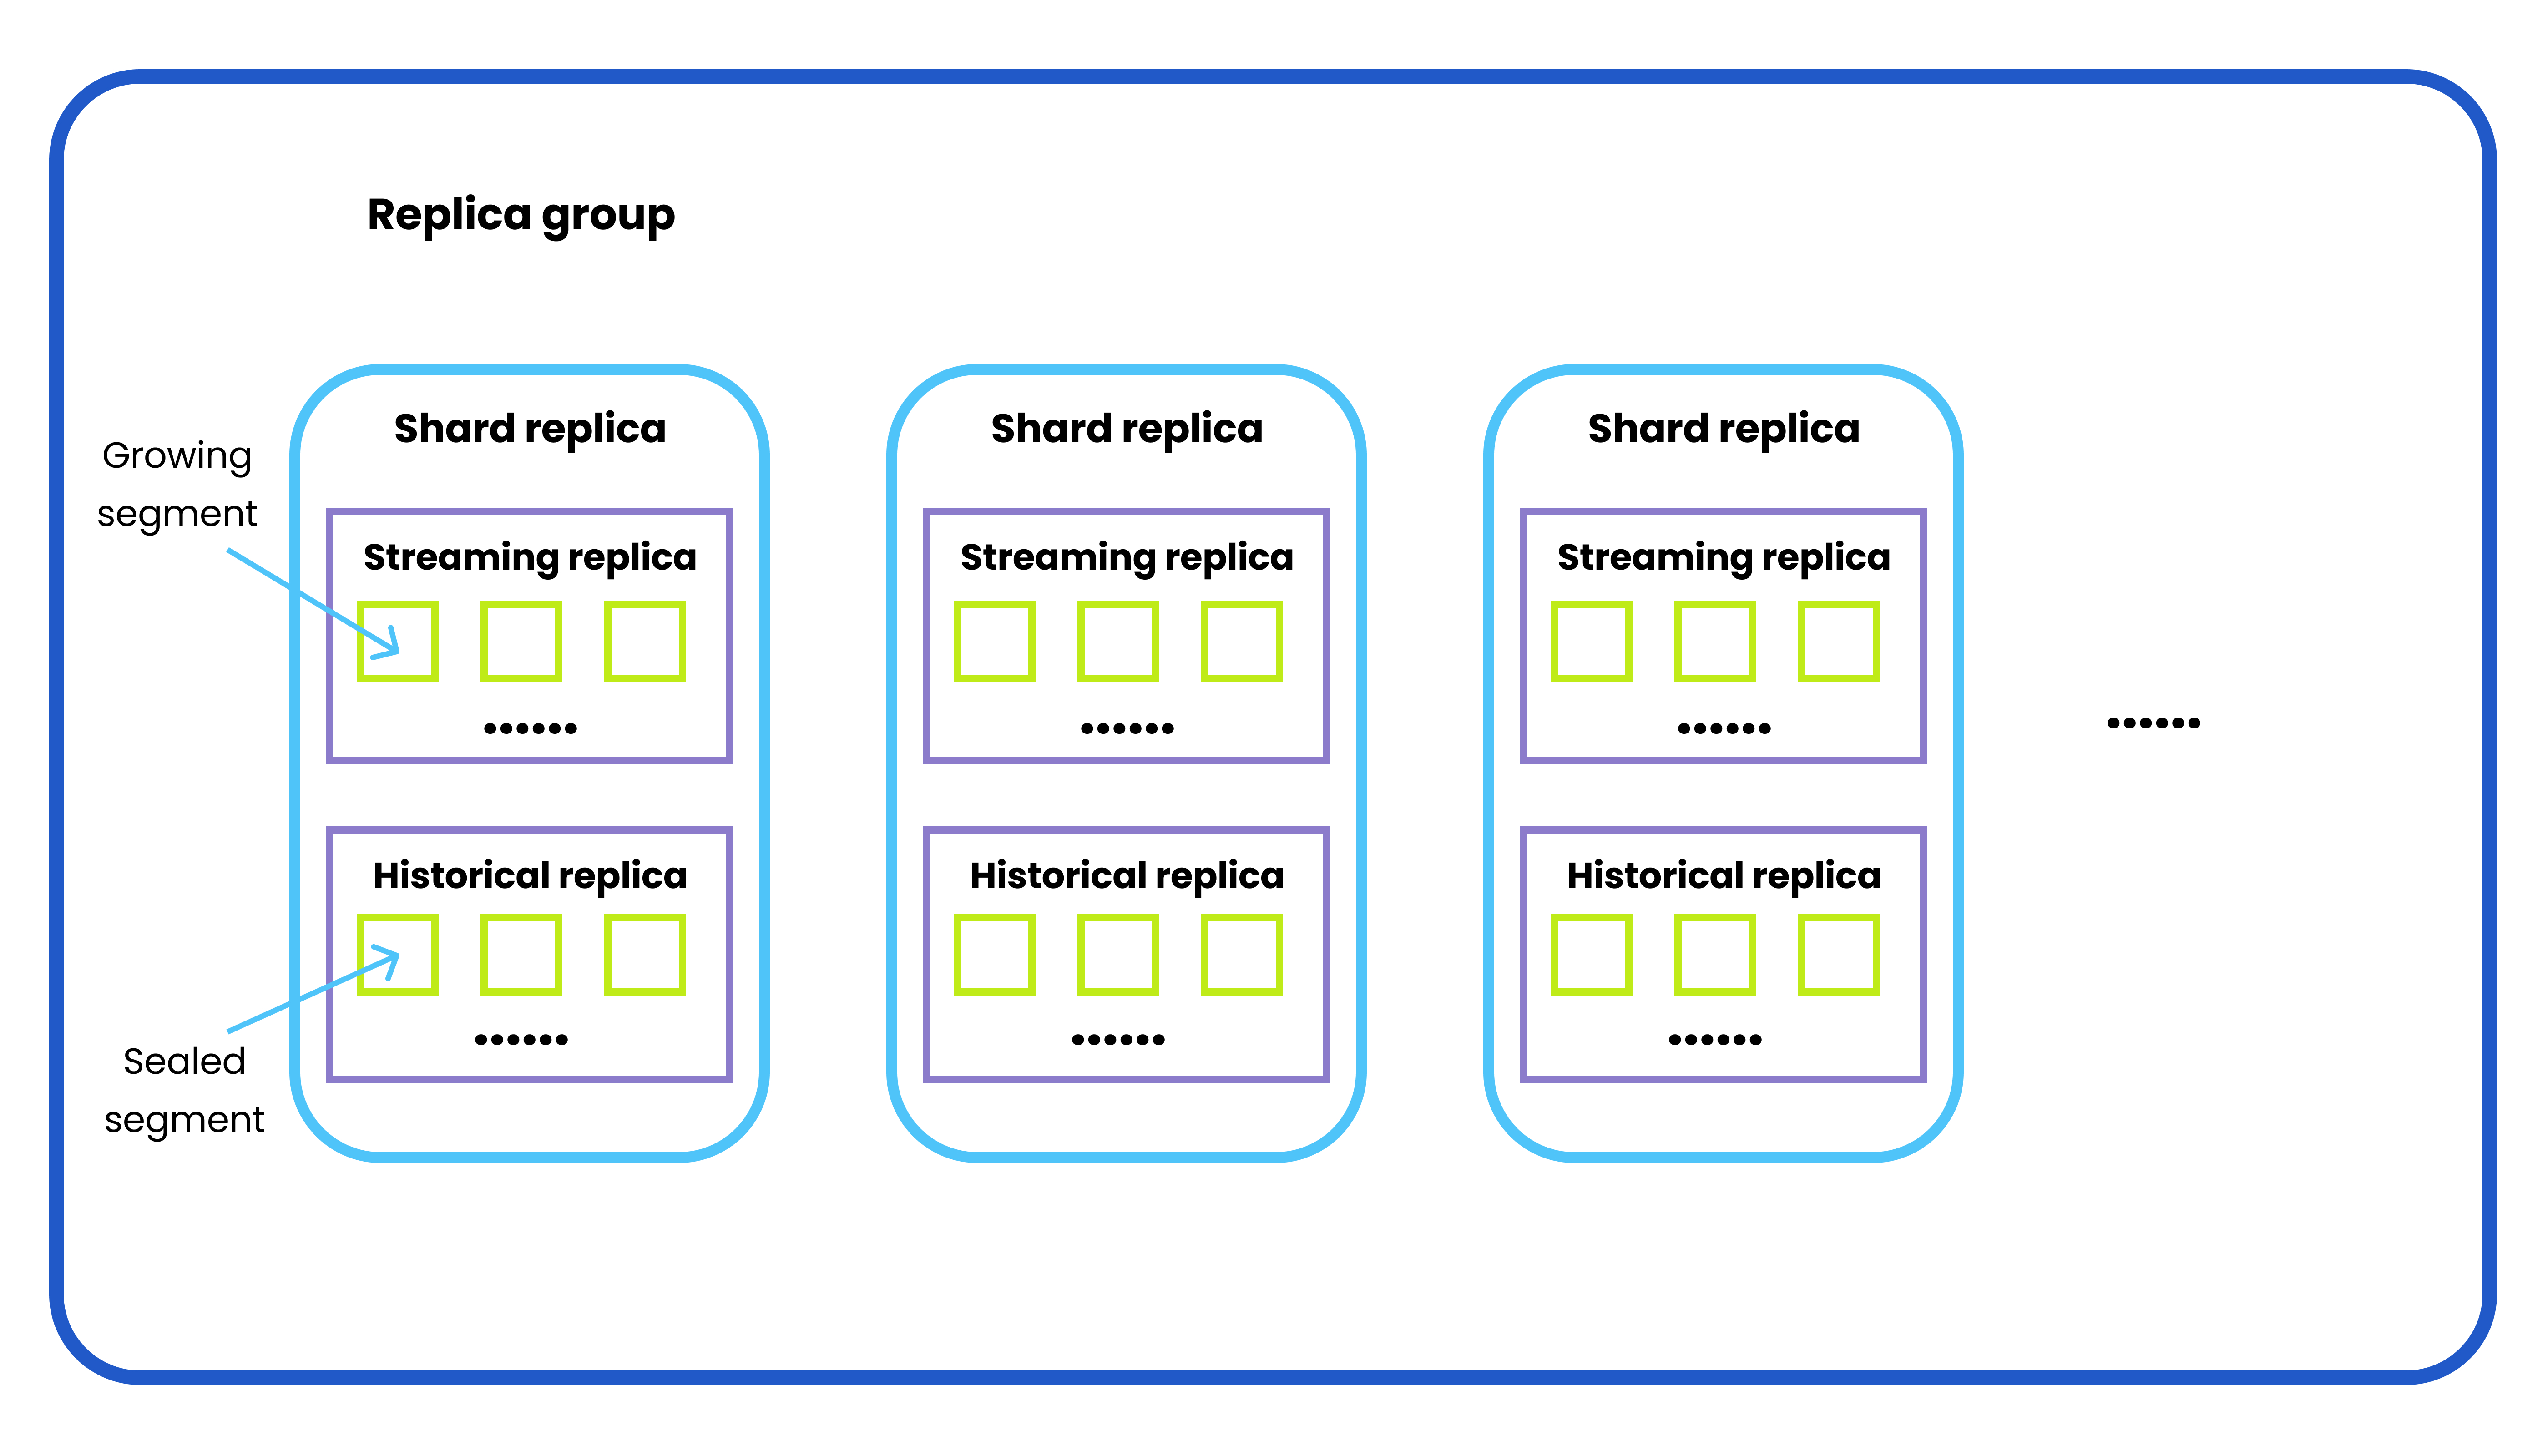 Replica group
Growing
segment
Shard replica
Streaming replica
......
Historical replica
......
Sealed
segment
Shard replica
Streaming replica
......
Historical replica
......
Shard replica
Streaming replica
......
Historical replica
......
......